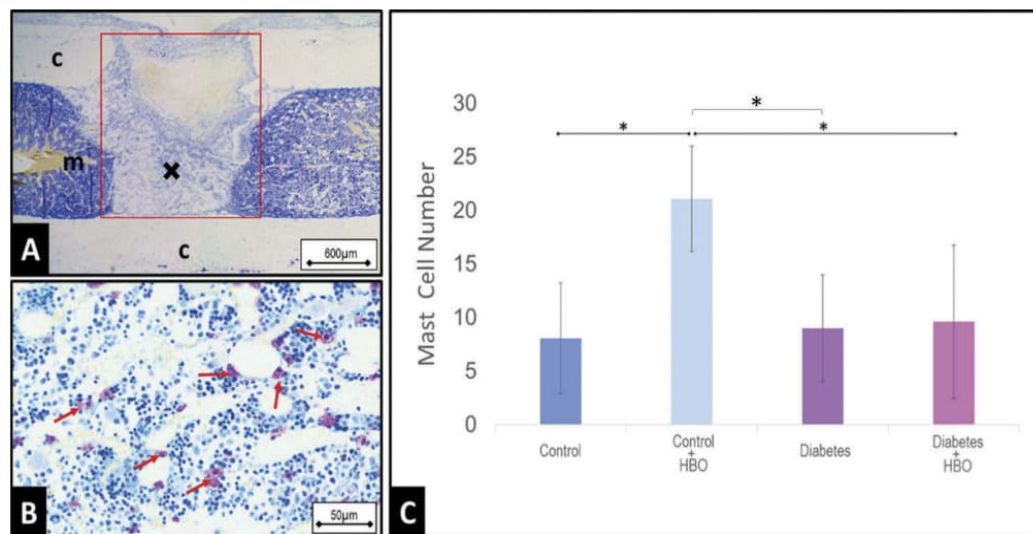 c
m
c
A
600µm
B
50µm
Mast Cell Number
30
25
20
15
10
5
0
*
*
*
Control
Control
+
HBO
Diabetes
Diabetes
+
HBO
C